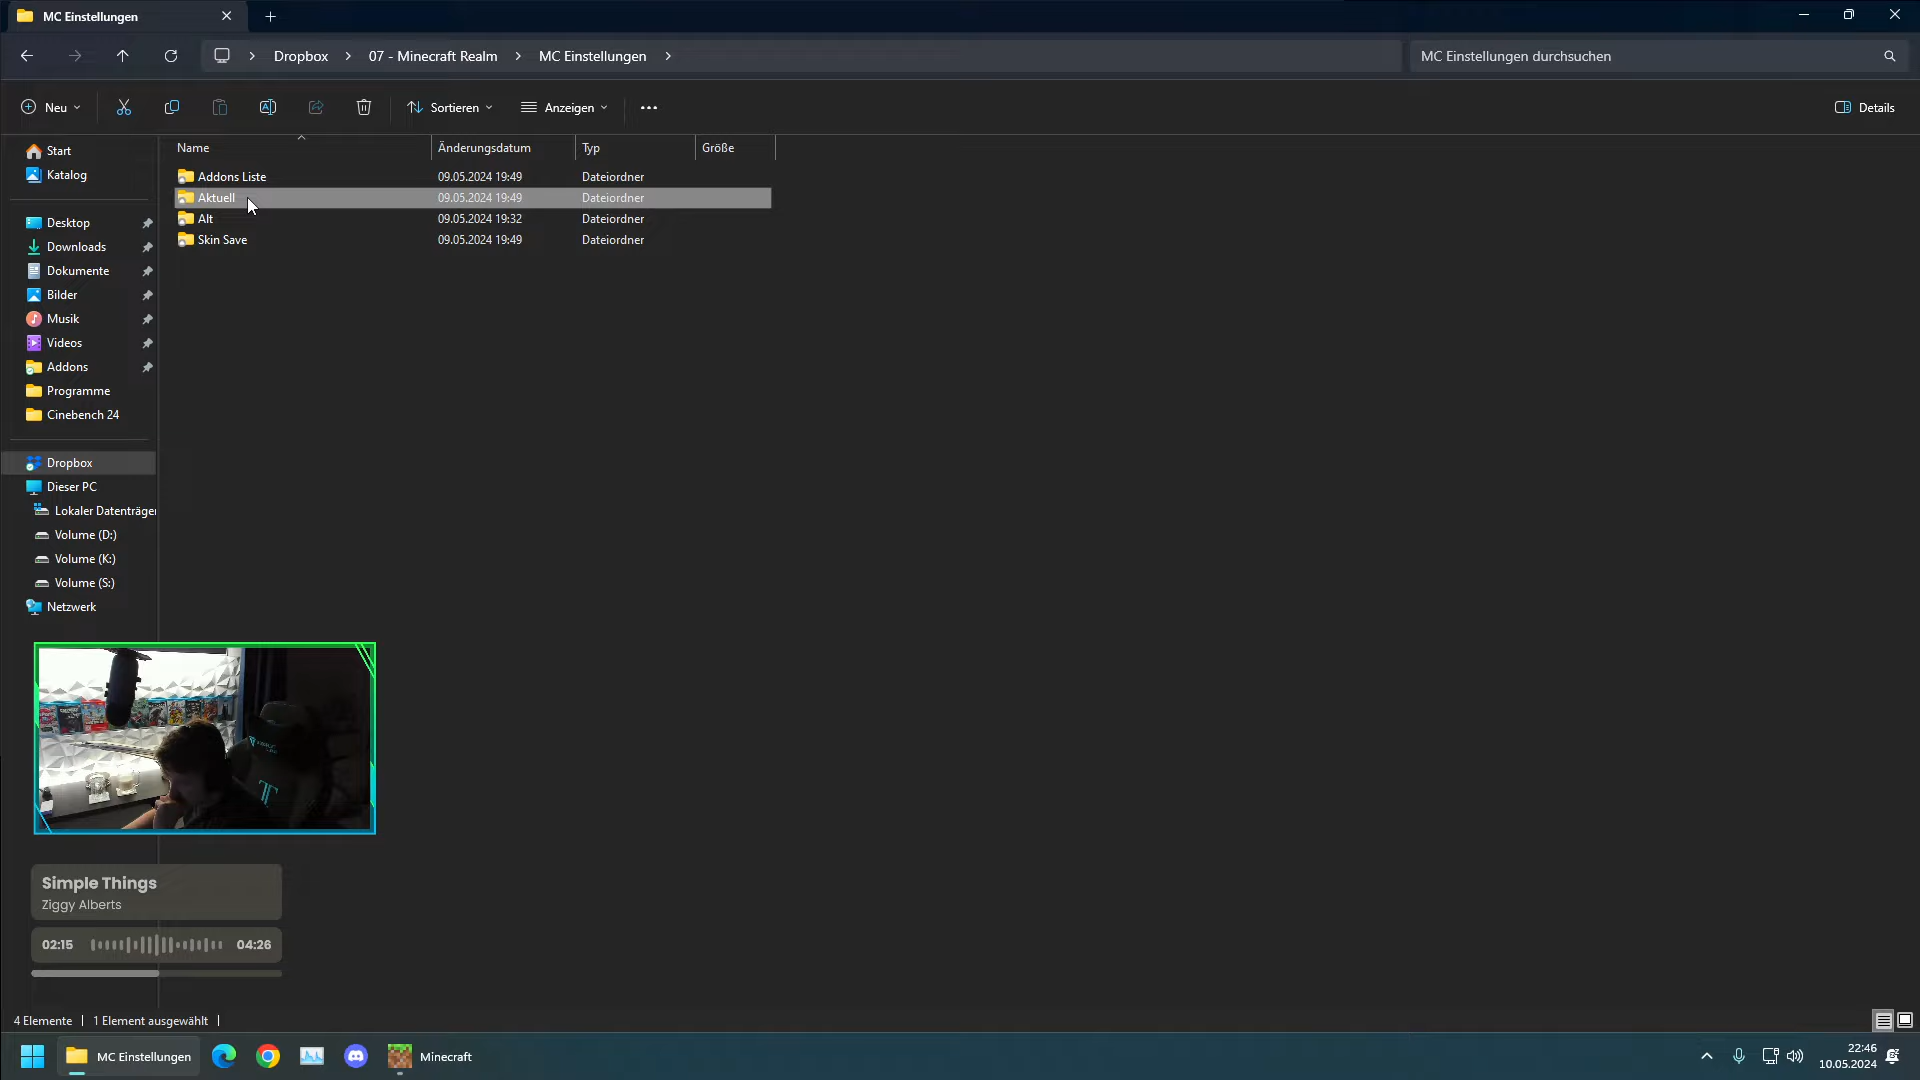 MC Einstellungen
Dropbox
07 - Minecraft Realm
MC Einstellungen
MC Einstellungen durchsuchen
Neu
Sortieren
Anzeigen
Details
Name
Änderungsdatum
Typ
Größe
Addons Liste
09.05.2024 19:49
Dateiordner
Aktuell
09.05.2024 19:49
Dateiordner
Alt
09.05.2024 19:32
Dateiordner
Skin Save
09.05.2024 19:49
Dateiordner
Start
Katalog
Desktop
Downloads
Dokumente
Bilder
Musik
Videos
Addons
Programme
Cinebench 24
Dropbox
Dieser PC
Lokaler Datenträger
Volume (D:)
Volume (K:)
Volume (S:)
Netzwerk
Simple Things
Ziggy Alberts
02:15
04:26
4 Elemente
1 Element ausgewählt
MC Einstellungen
Minecraft
22:46
10.05.2024